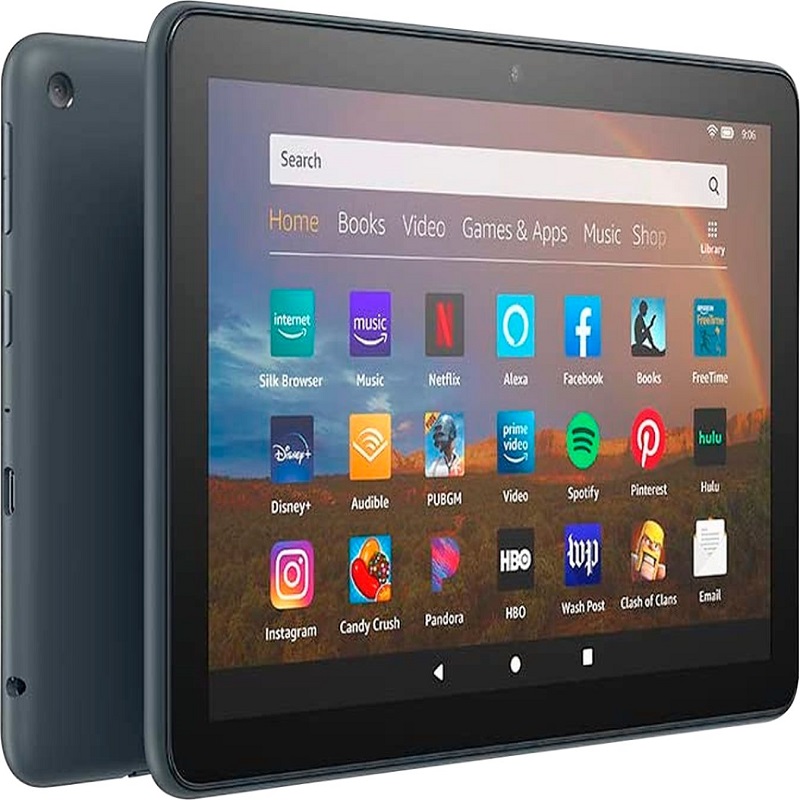 9:06
Search
Home Books Video Games & Apps Music Shop
Library
internet music N f amazon FreeTime
Silk Browser Music Netflix Alexa Facebook Books FreeTime
Disney+ prime video hulu
Disney+ Audible PUBGM Video Spotify Pinterest Hulu
HBO wp
Instagram Candy Crush Pandora HBO Wash Post Clash of Clans Email